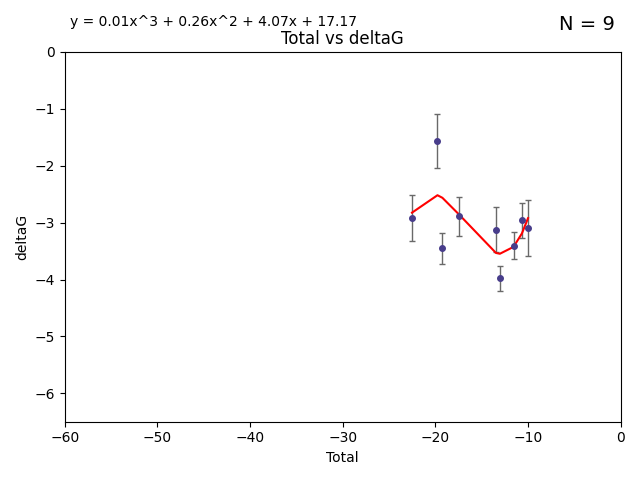 y = 0.01x^3 + 0.26x^2 + 4.07x + 17.17
N = 9
Total vs deltaG
0
−1
−2
−3
−4
−5
−6
deltaG
−60 −50 −40 −30 −20 −10 0
Total